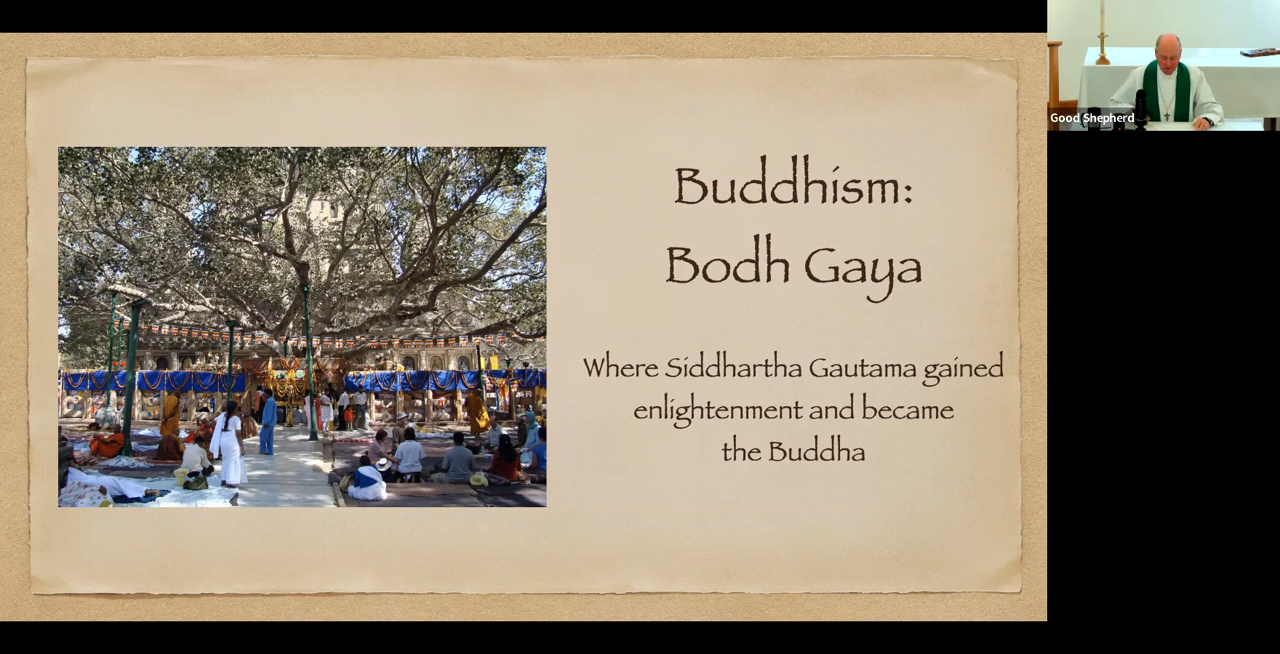 Buddhism:
Bodh Gaya
Where Siddhartha Gautama gained
enlightenment and became
the Buddha
Good Shepherd